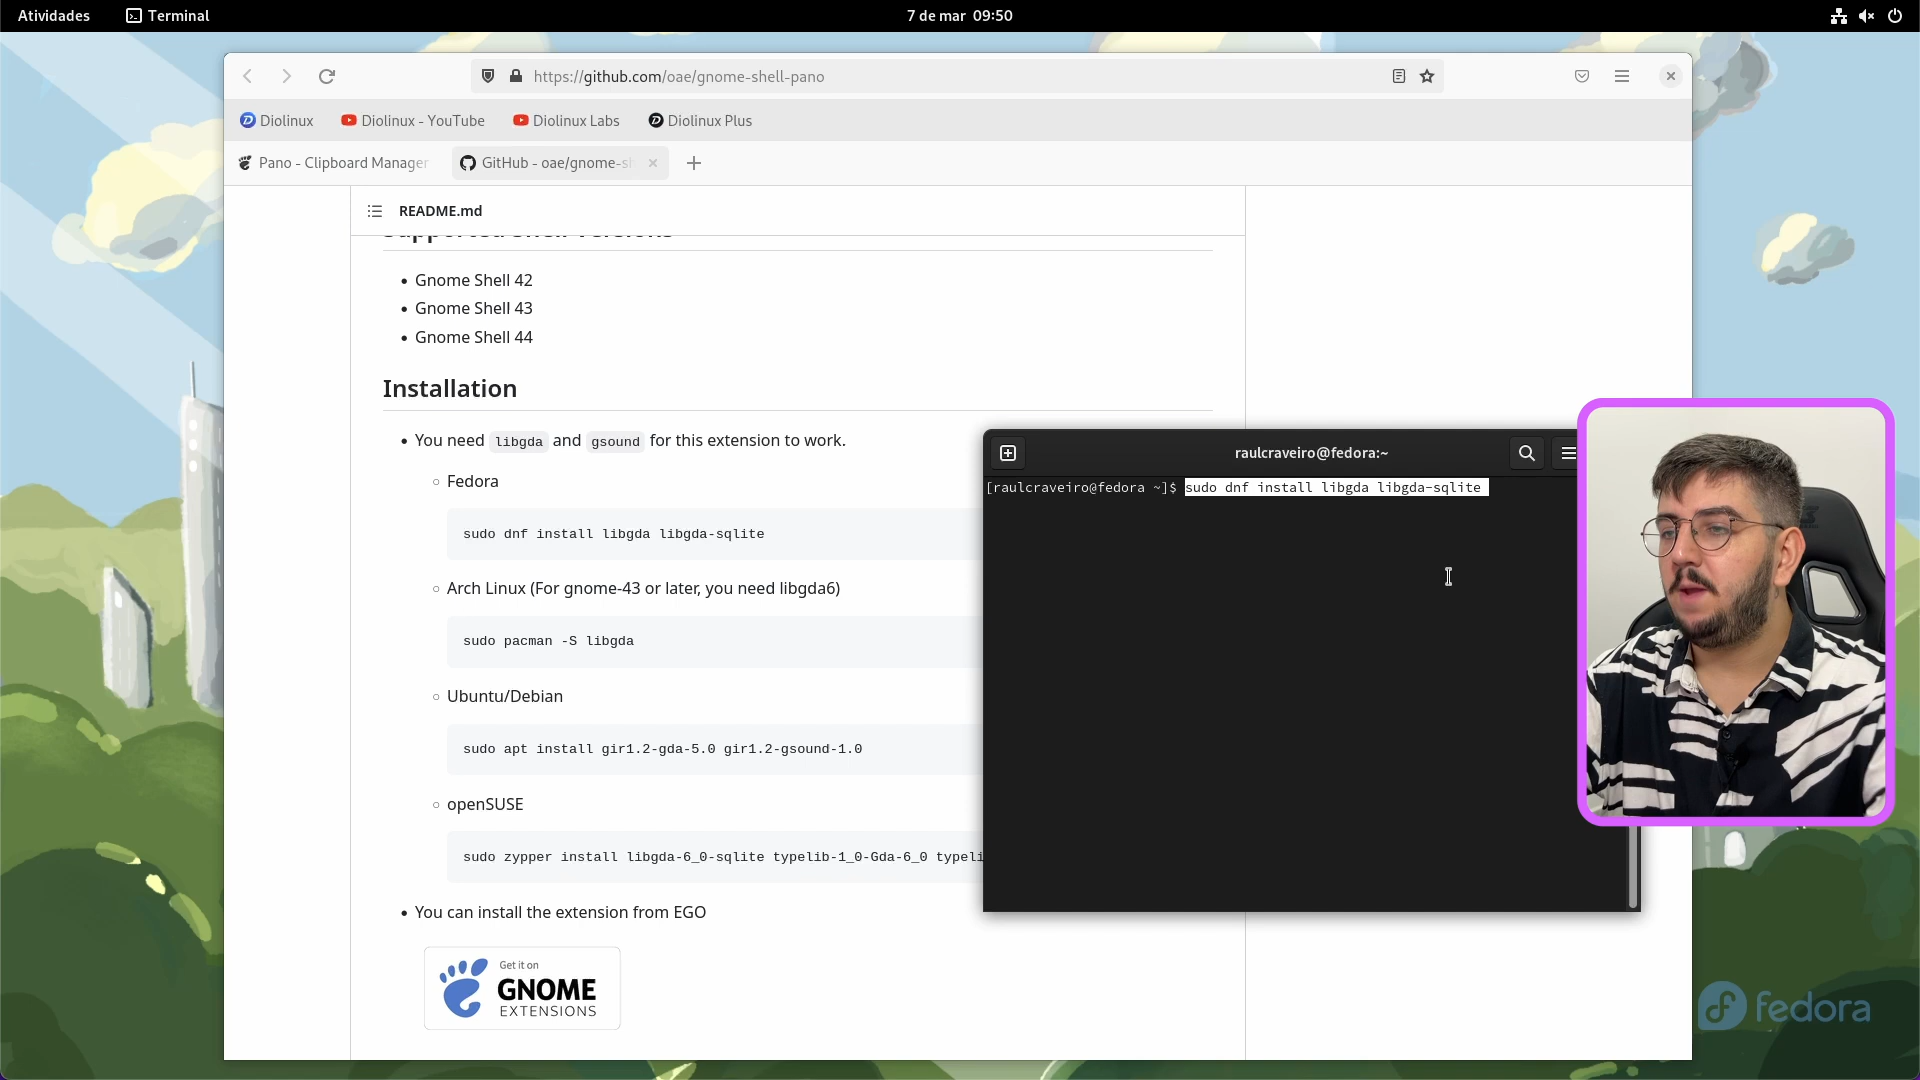 Atividades
Terminal
7 de mar 09:50
https://github.com/oae/gnome-shell-pano
Diolinux
Diolinux - YouTube
Diolinux Labs
Diolinux Plus
Pano - Clipboard Manager
GitHub - oae/gnome-sh
README.md
Supported Shell Versions
Gnome Shell 42
Gnome Shell 43
Gnome Shell 44
Installation
You need libgda and gsound for this extension to work.
Fedora
sudo dnf install libgda libgda-sqlite
Arch Linux (For gnome-43 or later, you need libgda6)
sudo pacman -S libgda
Ubuntu/Debian
sudo apt install gir1.2-gda-5.0 gir1.2-gsound-1.0
openSUSE
sudo zypper install libgda-6_0-sqlite typelib-1_0-Gda-6_0 typeli
You can install the extension from EGO
Get it on
GNOME
EXTENSIONS
raulcraveiro@fedora:~
[raulcraveiro@fedora ~]$ sudo dnf install libgda libgda-sqlite
fedora